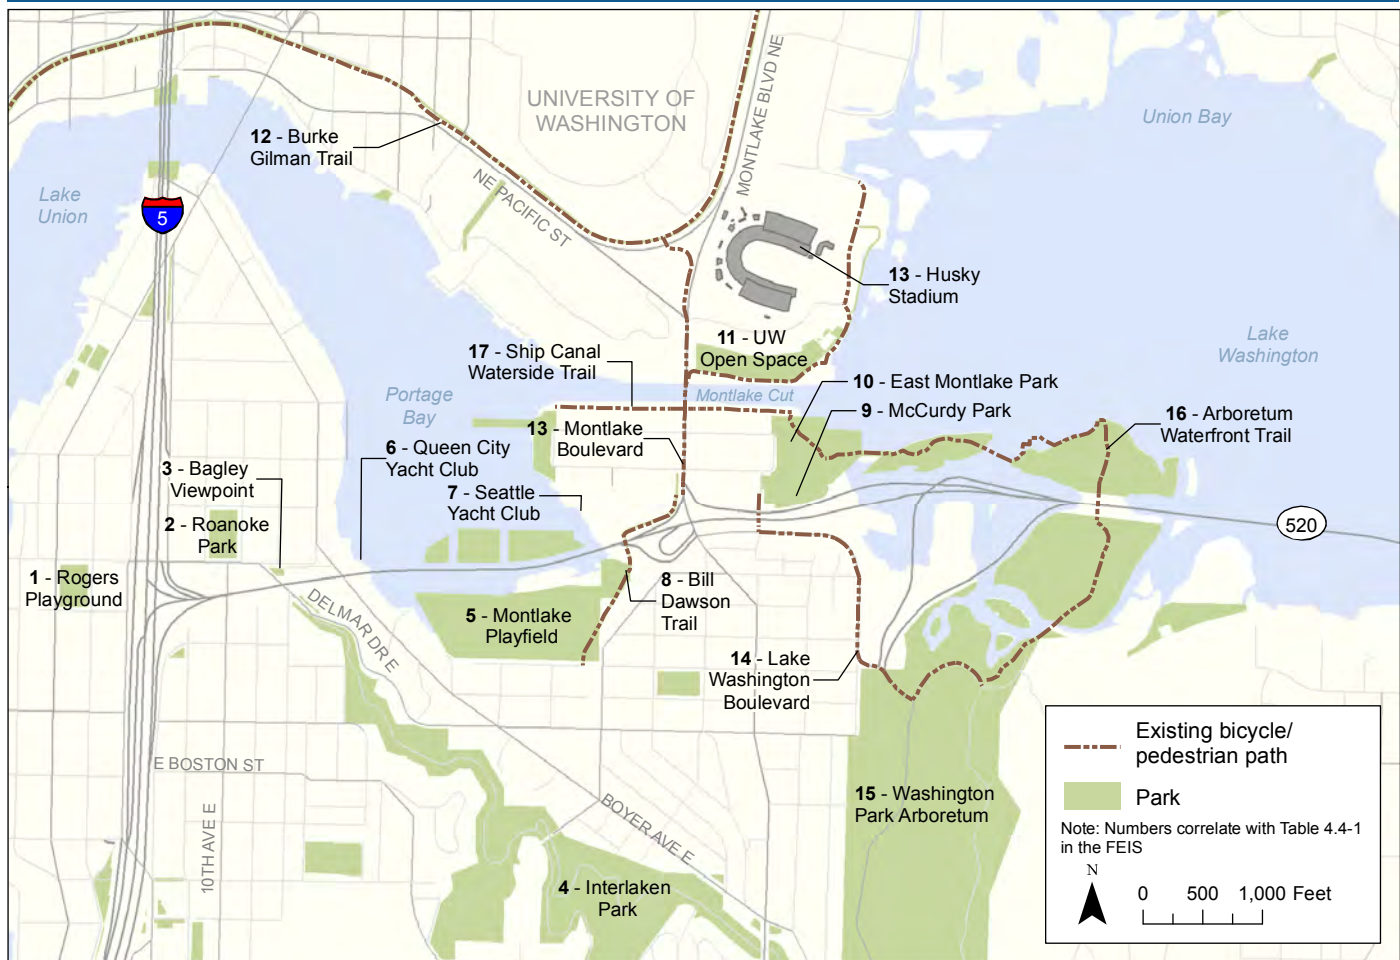 UNIVERSITY OF
WASHINGTON
MONTLAKE BLVD NE
Union Bay
12 - Burke
Gilman Trail
Lake
Union
5
NE PACIFIC ST
13 - Husky
Stadium
11 - UW
Open Space
Lake
Washington
17 - Ship Canal
Waterside Trail
Portage
Bay
Montlake Cut
10 - East Montlake Park
9 - McCurdy Park
16 - Arboretum
Waterfront Trail
13 - Montlake
Boulevard
6 - Queen City
Yacht Club
3 - Bagley
Viewpoint
7 - Seattle
Yacht Club
2 - Roanoke
Park
520
1 - Rogers
Playground
8 - Bill
Dawson
Trail
DELMAR DR E
5 - Montlake
Playfield
14 - Lake
Washington
Boulevard
E BOSTON ST
10TH AVE E
BOYER AVE E
15 - Washington
Park Arboretum
4 - Interlaken
Park
Existing bicycle/
pedestrian path
Park
Note: Numbers correlate with Table 4.4-1
in the FEIS
N
0 500 1,000 Feet